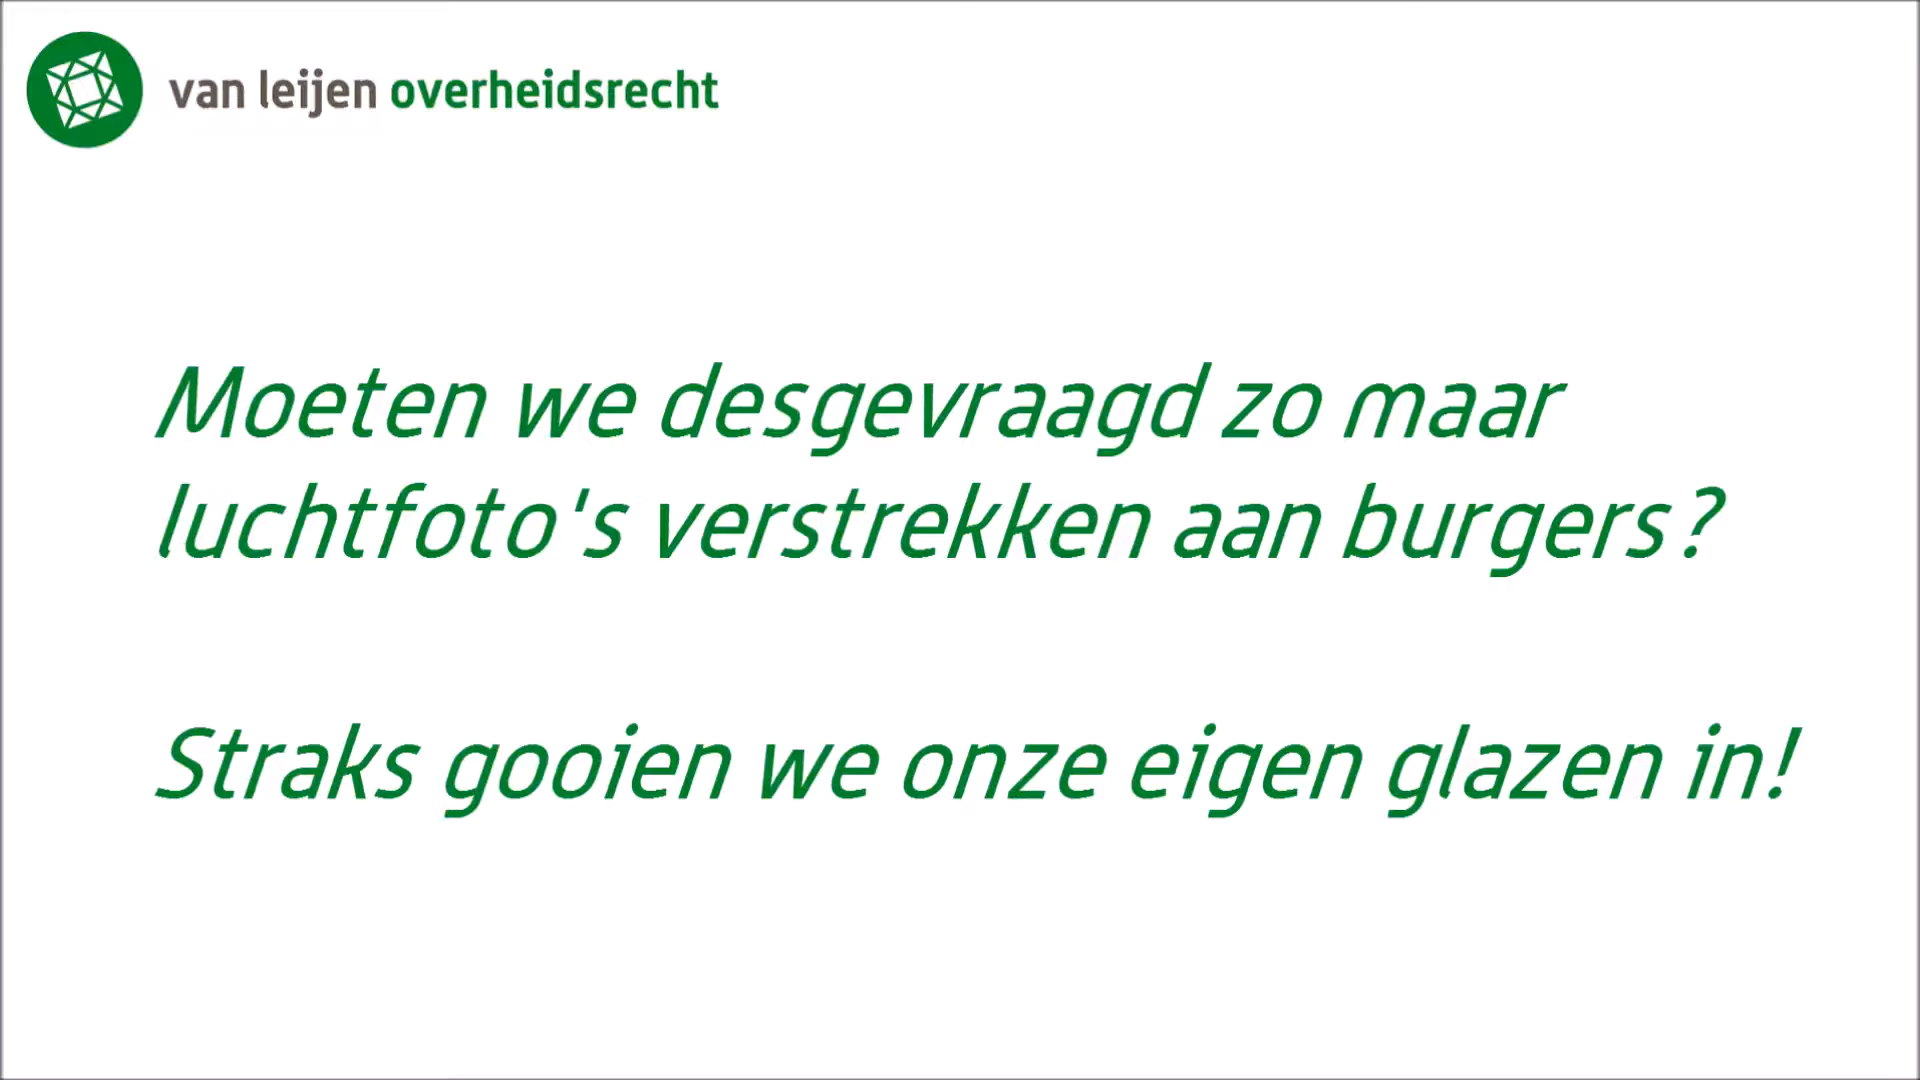 van leijen overheidsrecht
Moeten we desgevraagd zo maar
luchtfoto's verstrekken aan burgers?
Straks gooien we onze eigen glazen in!